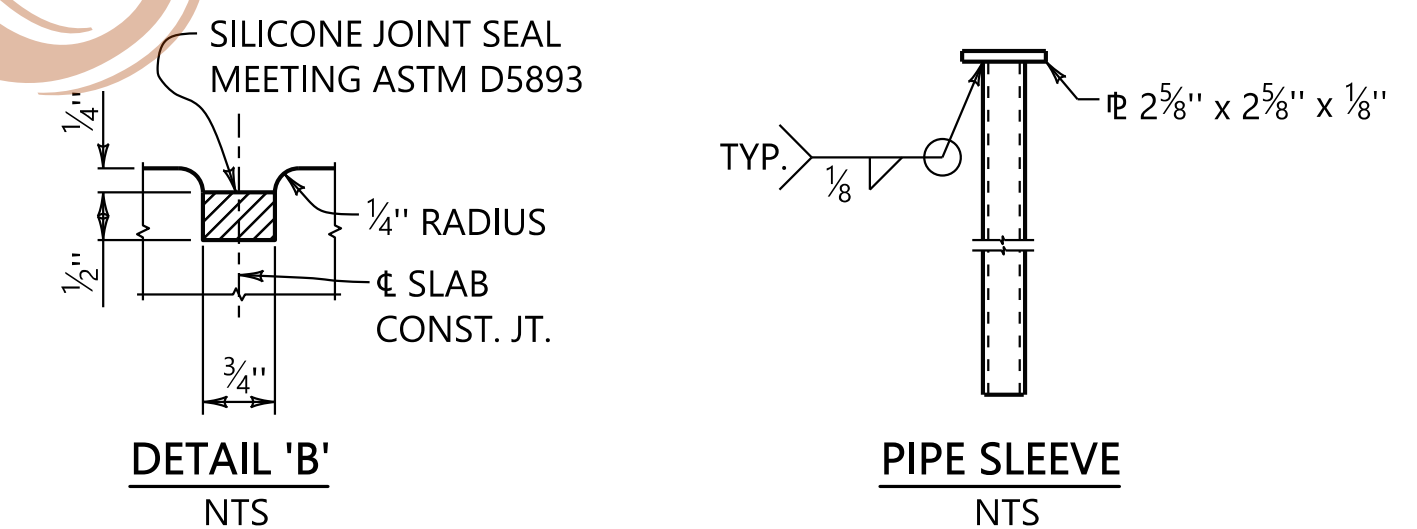 SILICONE JOINT SEAL
MEETING ASTM D5893
¼''
½''
¼'' RADIUS
℄ SLAB
CONST. JT.
¾''
DETAIL 'B'
NTS
TYP.
⅛
℄ 2⅝'' x 2⅝'' x ⅛''
PIPE SLEEVE
NTS